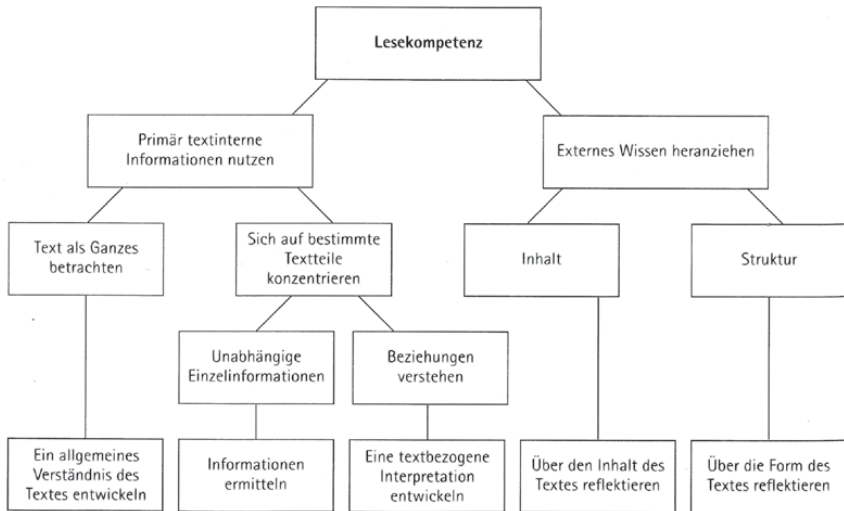 Lesekompetenz
Primär textinterne
Informationen nutzen
Externes Wissen heranziehen
Text als Ganzes
betrachten
Sich auf bestimmte
Textteile
konzentrieren
Inhalt
Struktur
Unabhängige
Einzelinformationen
Beziehungen
verstehen
Ein allgemeines
Verständnis des
Textes entwickeln
Informationen
ermitteln
Eine textbezogene
Interpretation
entwickeln
Über den Inhalt des
Textes reflektieren
Über die Form des
Textes reflektieren